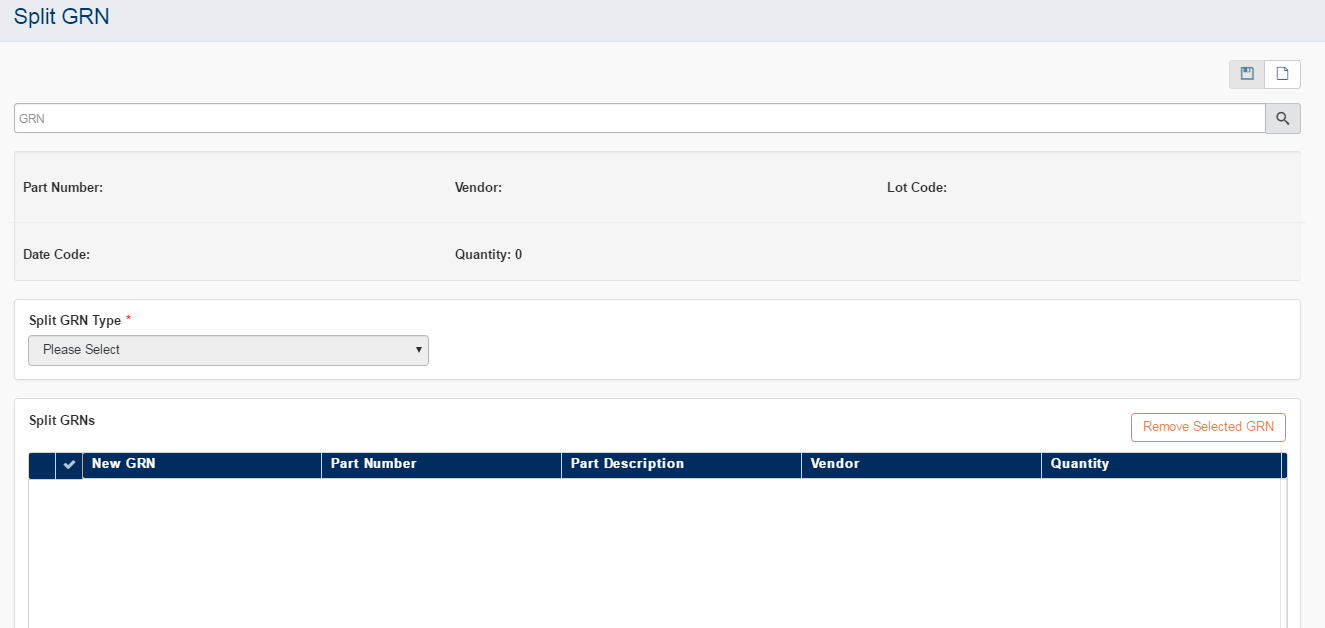 Split GRN
GRN
Part Number: Vendor: Lot Code:
Date Code: Quantity: 0
Split GRN Type *
Please Select
Split GRNs
Remove Selected GRN
New GRN Part Number Part Description Vendor Quantity